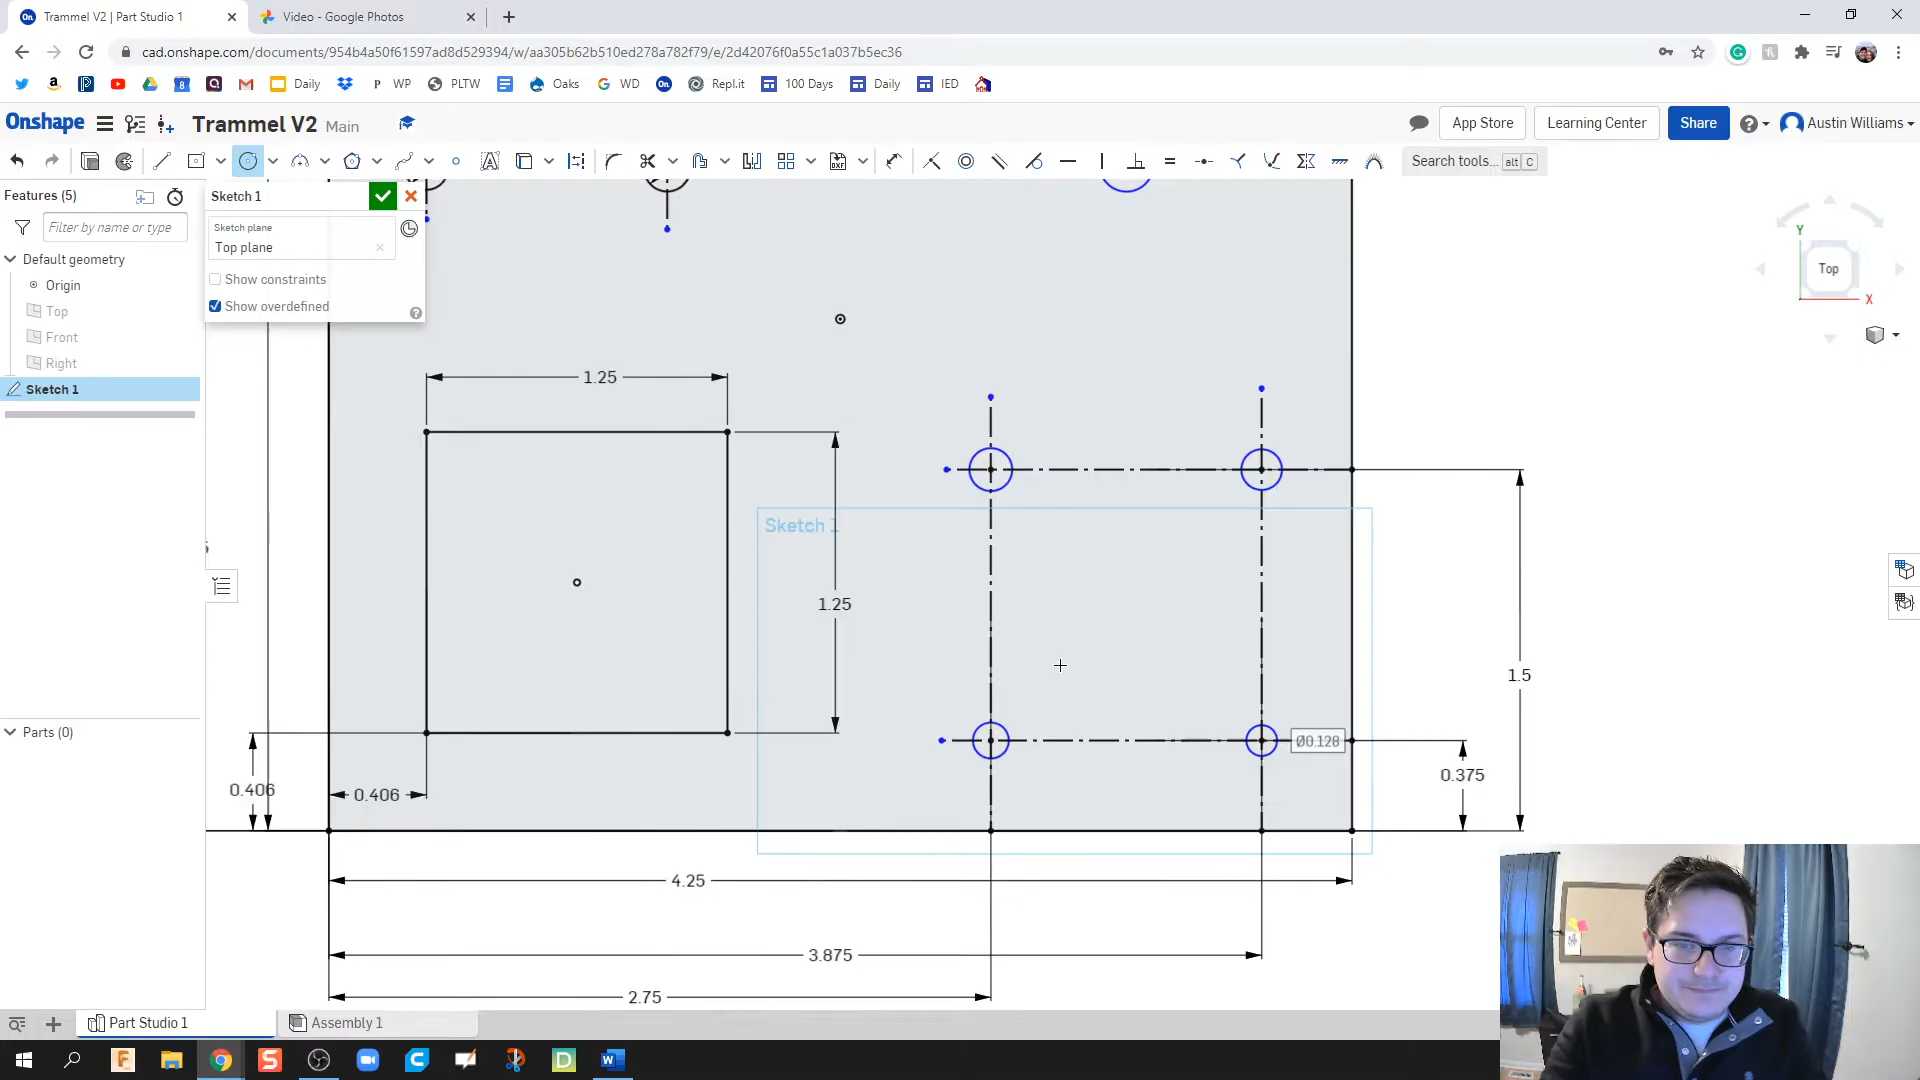 Trammel V2 | Part Studio 1
Video - Google Photos
cad.onshape.com/documents/954b4a50f61597ad8d529394/w/aa305b62b510ed278a782f79/e/2d42076f0a55c1a037b5ec36
Daily
P WP
PLTW
Oaks
WD
Repl.it
100 Days
Daily
IED
Onshape
Trammel V2 Main
App Store
Learning Center
Share
Austin Williams
Search tools... alt C
Features (5)
Filter by name or type
Default geometry
Origin
Top
Front
Right
Sketch 1
Parts (0)
Sketch 1
Sketch plane
Top plane
Show constraints
Show overdefined
Y
Top
X
1.25
Sketch 1
1.25
1.5
Ø0.128
0.375
0.406
0.406
4.25
3.875
2.75
Part Studio 1
Assembly 1